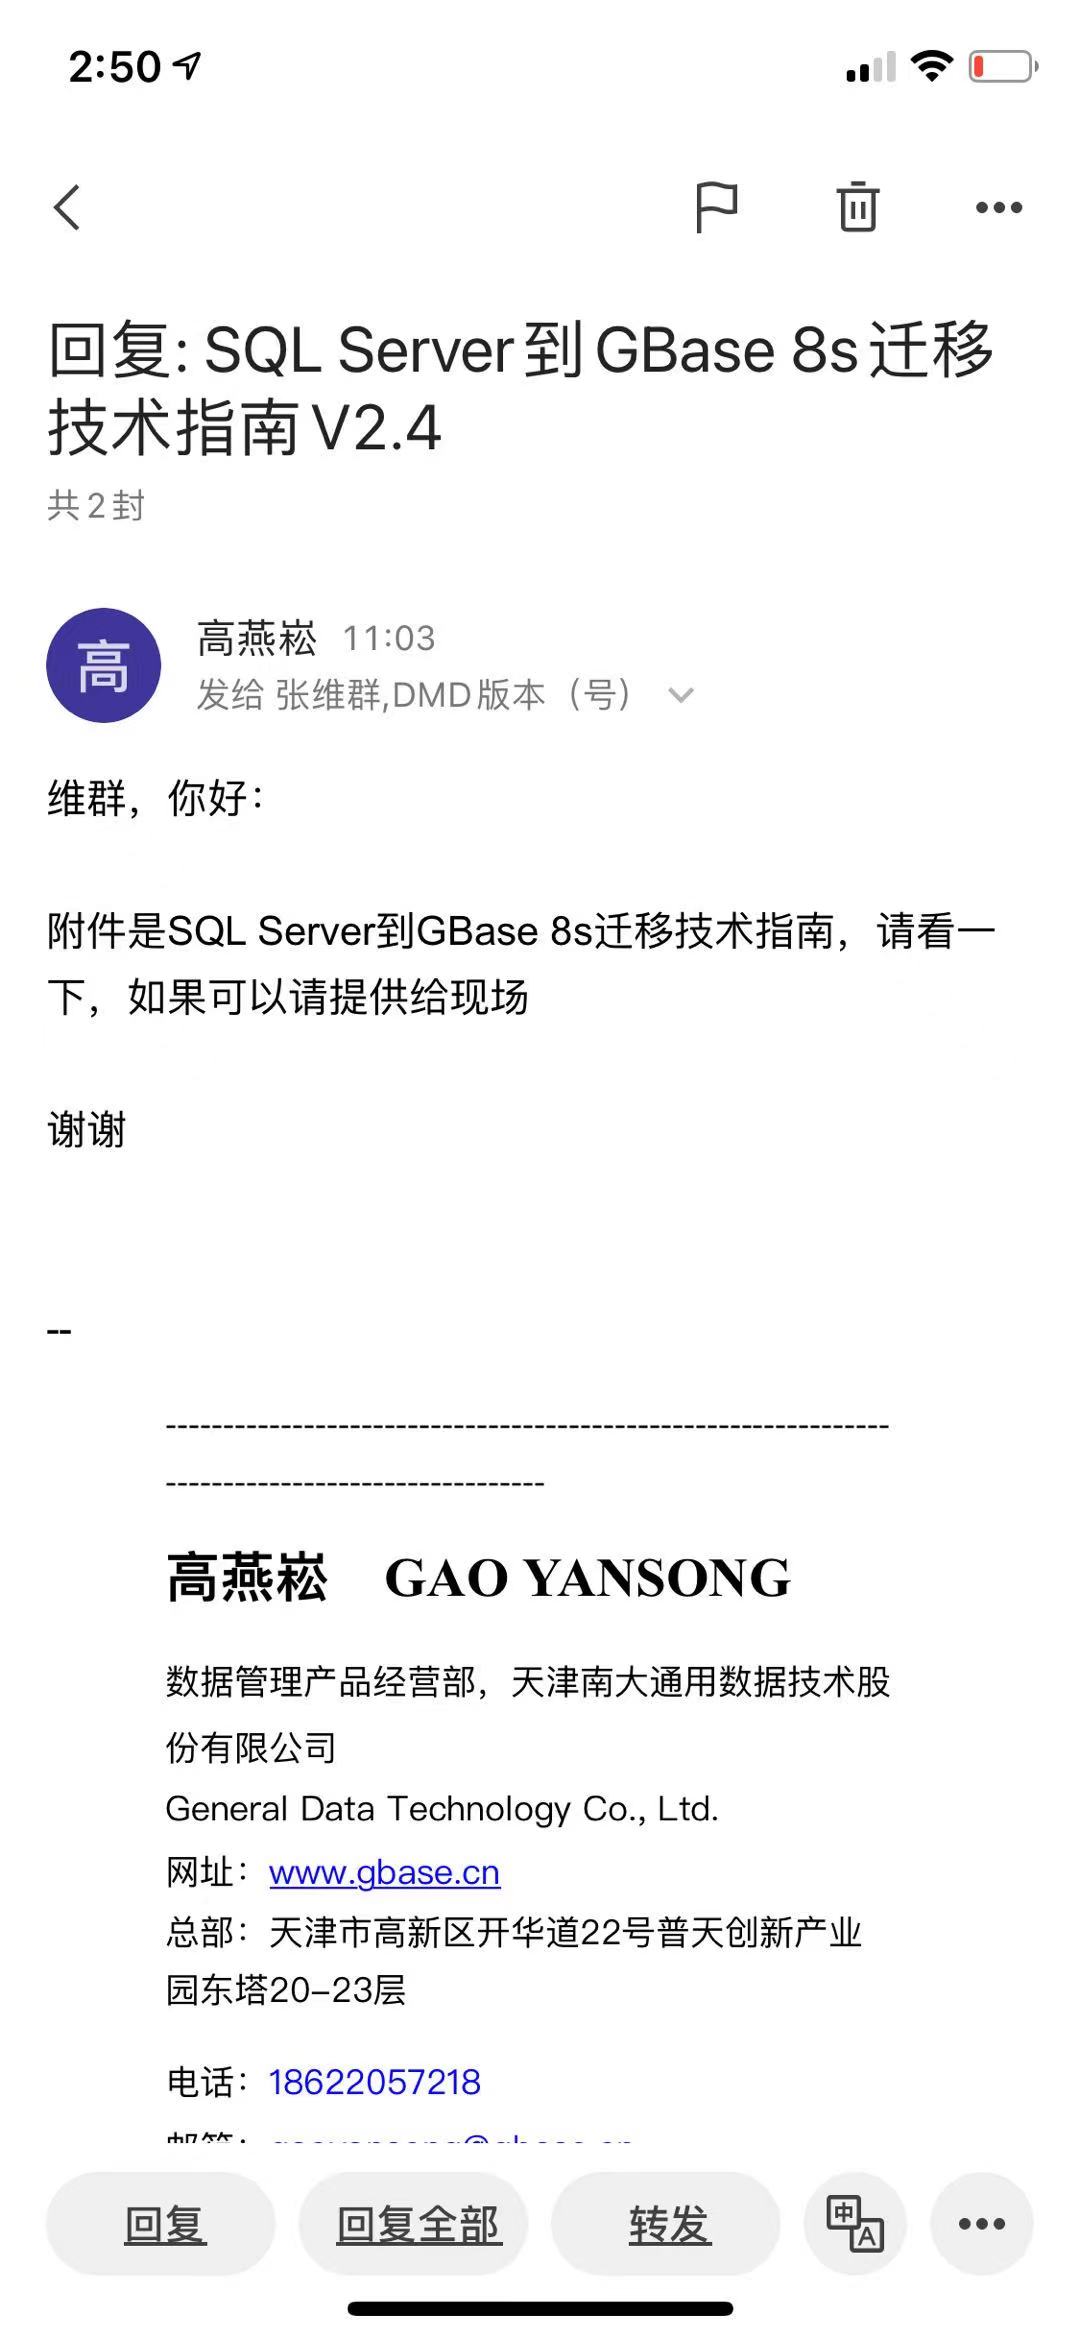 2:50
回复: SQL Server到GBase 8s迁移
技术指南V2.4
共2封
高
高燕崧 11:03
发给 张维群,DMD版本（号）
维群，你好：
附件是SQL Server到GBase 8s迁移技术指南，请看一
下，如果可以请提供给现场
谢谢
--
---------------------------------------------------------------
---------------------------------
高燕崧 GAO YANSONG
数据管理产品经营部，天津南大通用数据技术股
份有限公司
General Data Technology Co., Ltd.
网址：www.gbase.cn
总部：天津市高新区开华道22号普天创新产业
园东塔20-23层
电话：18622057218
回复 回复全部 转发 中A